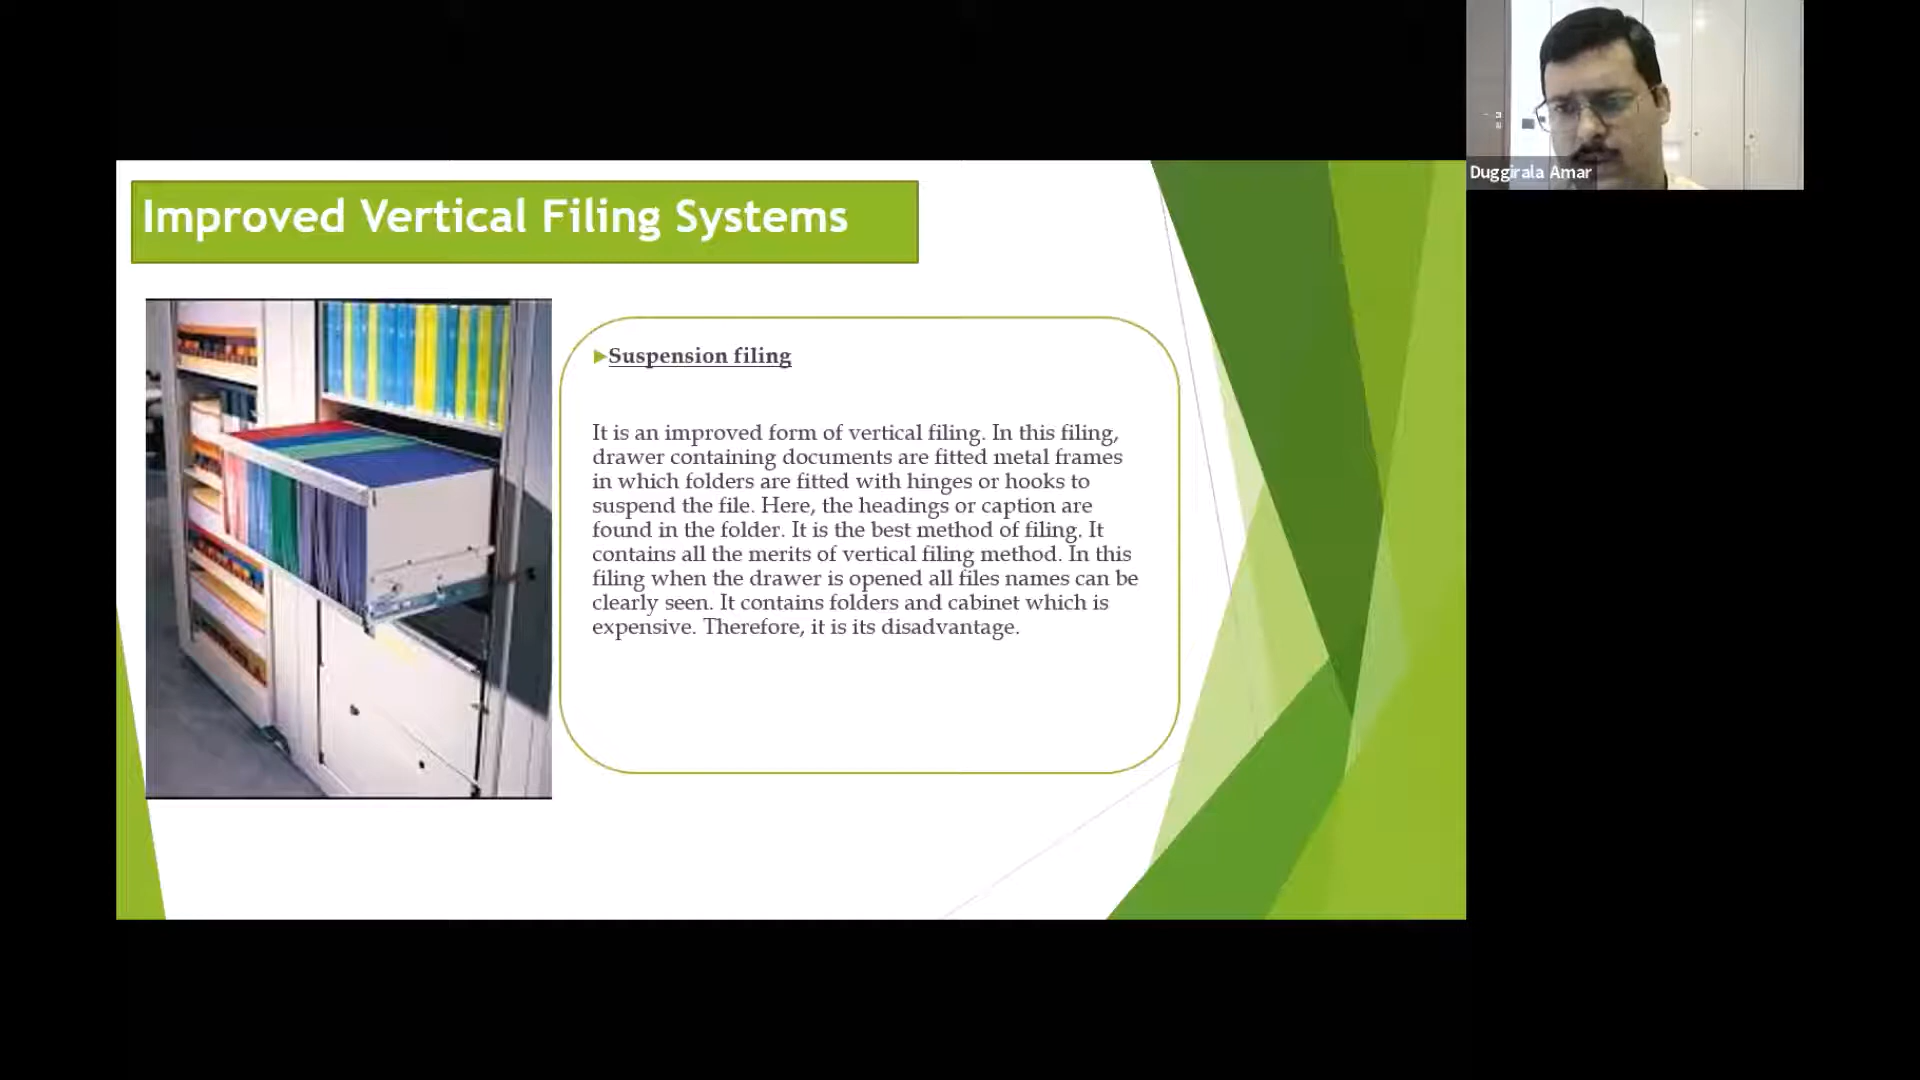 Improved Vertical Filing Systems
Suspension filing
It is an improved form of vertical filing. In this filing,
drawer containing documents are fitted metal frames
in which folders are fitted with hinges or hooks to
suspend the file. Here, the headings or caption are
found in the folder. It is the best method of filing. It
contains all the merits of vertical filing method. In this
filing when the drawer is opened all files names can be
clearly seen. It contains folders and cabinet which is
expensive. Therefore, it is its disadvantage.
Duggirala Amar